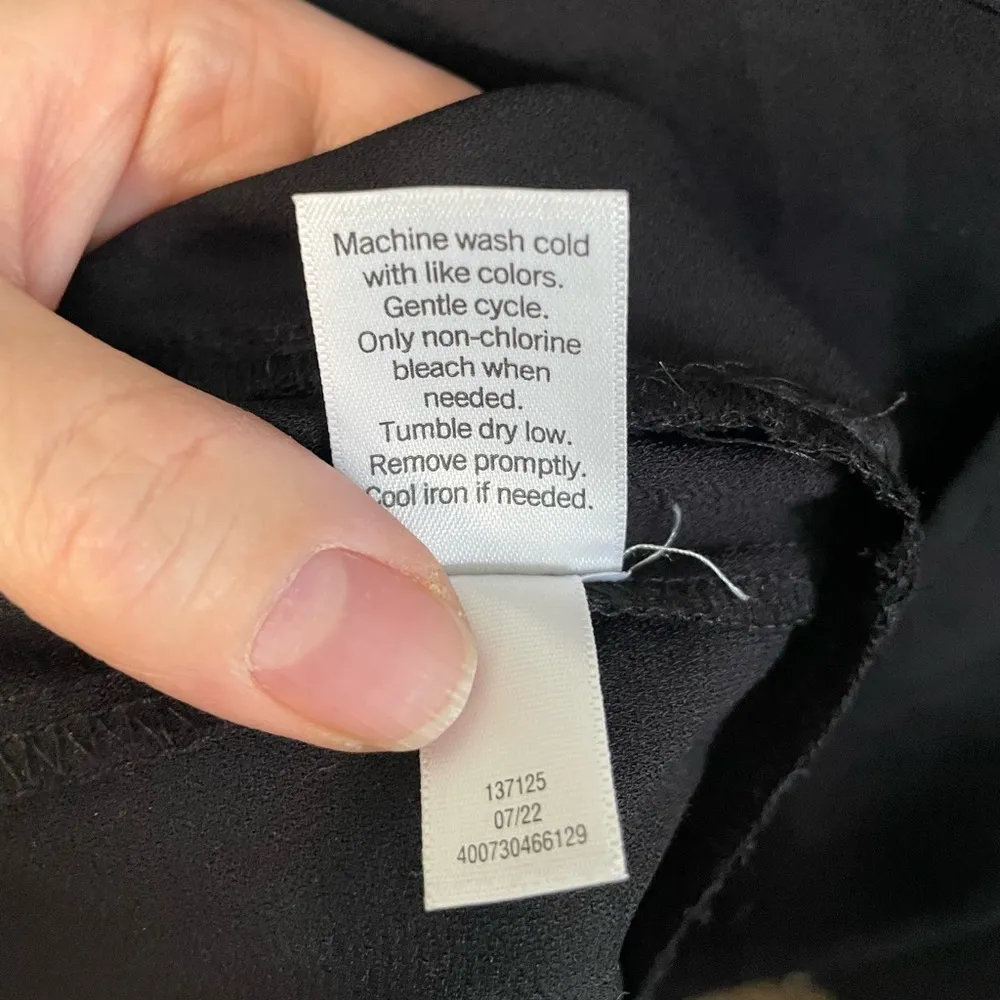 Machine wash cold
with like colors.
Gentle cycle.
Only non-chlorine
bleach when
needed.
Tumble dry low.
Remove promptly.
Cool iron if needed.
137125
07/22
400730466129